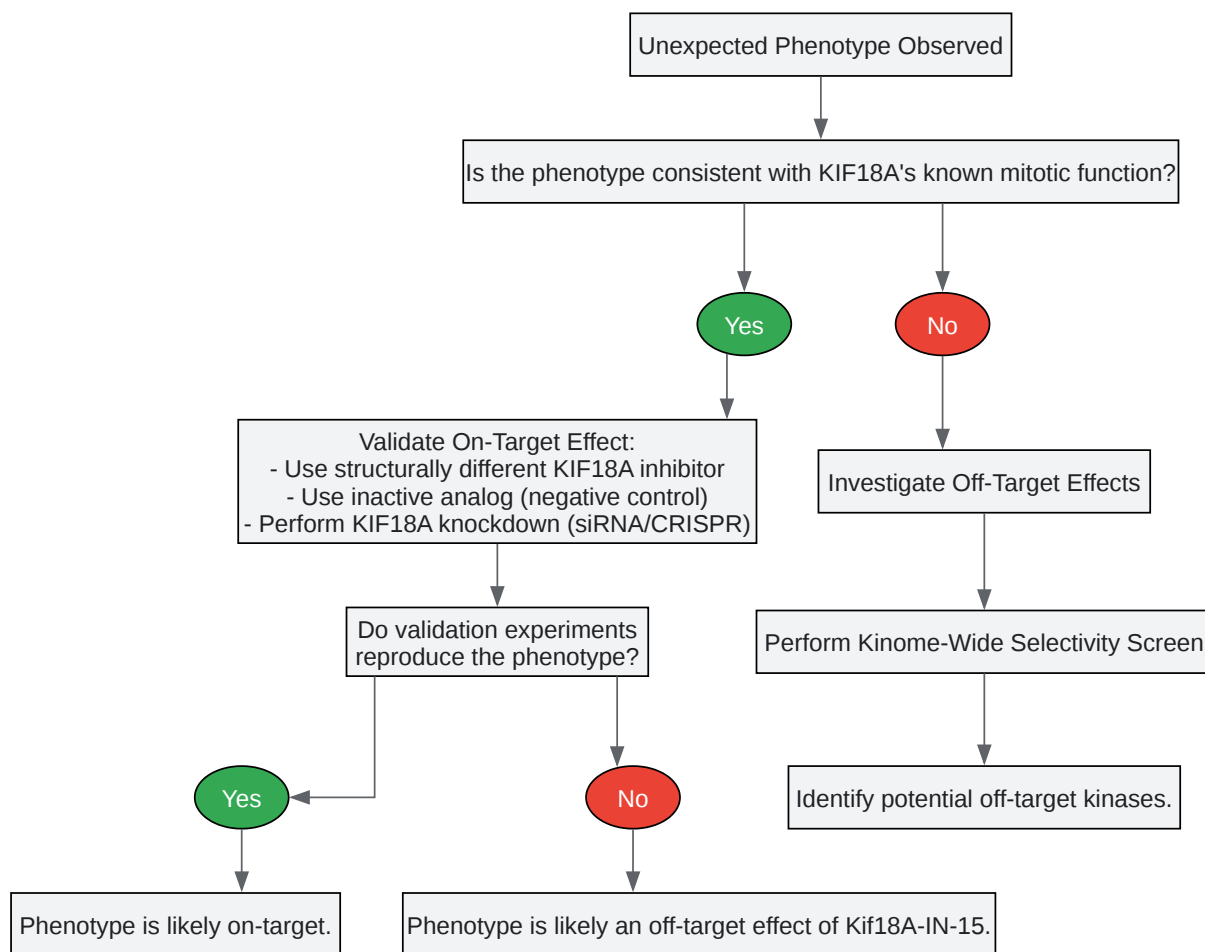 Unexpected Phenotype Observed
Is the phenotype consistent with KIF18A's known mitotic function?
Yes
No
Validate On-Target Effect:
- Use structurally different KIF18A inhibitor
- Use inactive analog (negative control)
- Perform KIF18A knockdown (siRNA/CRISPR)
Investigate Off-Target Effects
Do validation experiments
reproduce the phenotype?
Perform Kinome-Wide Selectivity Screen
Yes
No
Identify potential off-target kinases.
Phenotype is likely on-target.
Phenotype is likely an off-target effect of Kif18A-IN-15.